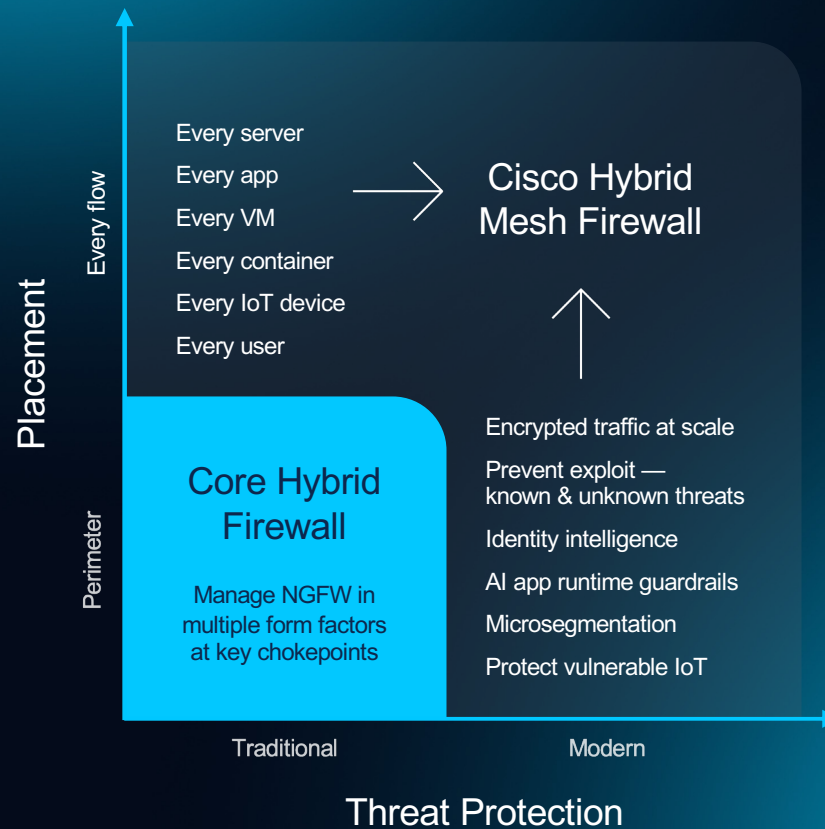 Every server
Every app
Every VM
Every container
Every IoT device
Every user
Cisco Hybrid
Mesh Firewall
Every flow
Placement
Perimeter
Core Hybrid
Firewall
Manage NGFW in
multiple form factors
at key chokepoints
Encrypted traffic at scale
Prevent exploit —
known & unknown threats
Identity intelligence
AI app runtime guardrails
Microsegmentation
Protect vulnerable IoT
Traditional
Modern
Threat Protection